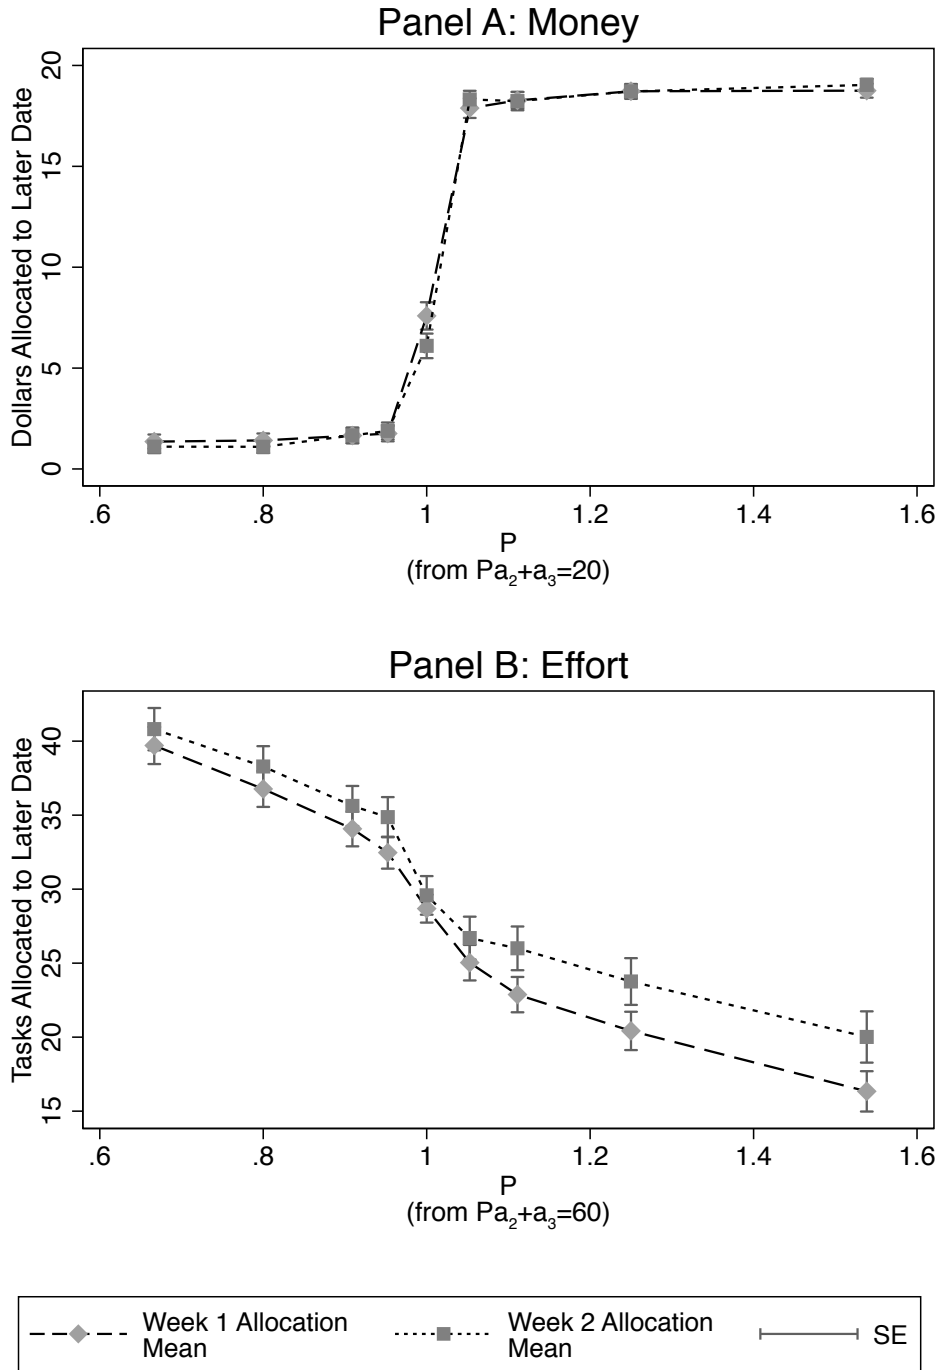 Panel A: Money
Dollars Allocated to Later Date
20
15
10
5
0
.6 .8 1 1.2 1.4 1.6
P
(from Pa₂+a₃=20)
Panel B: Effort
Tasks Allocated to Later Date
40
35
30
25
20
15
.6 .8 1 1.2 1.4 1.6
P
(from Pa₂+a₃=60)
Week 1 Allocation
Mean
Week 2 Allocation
Mean
SE